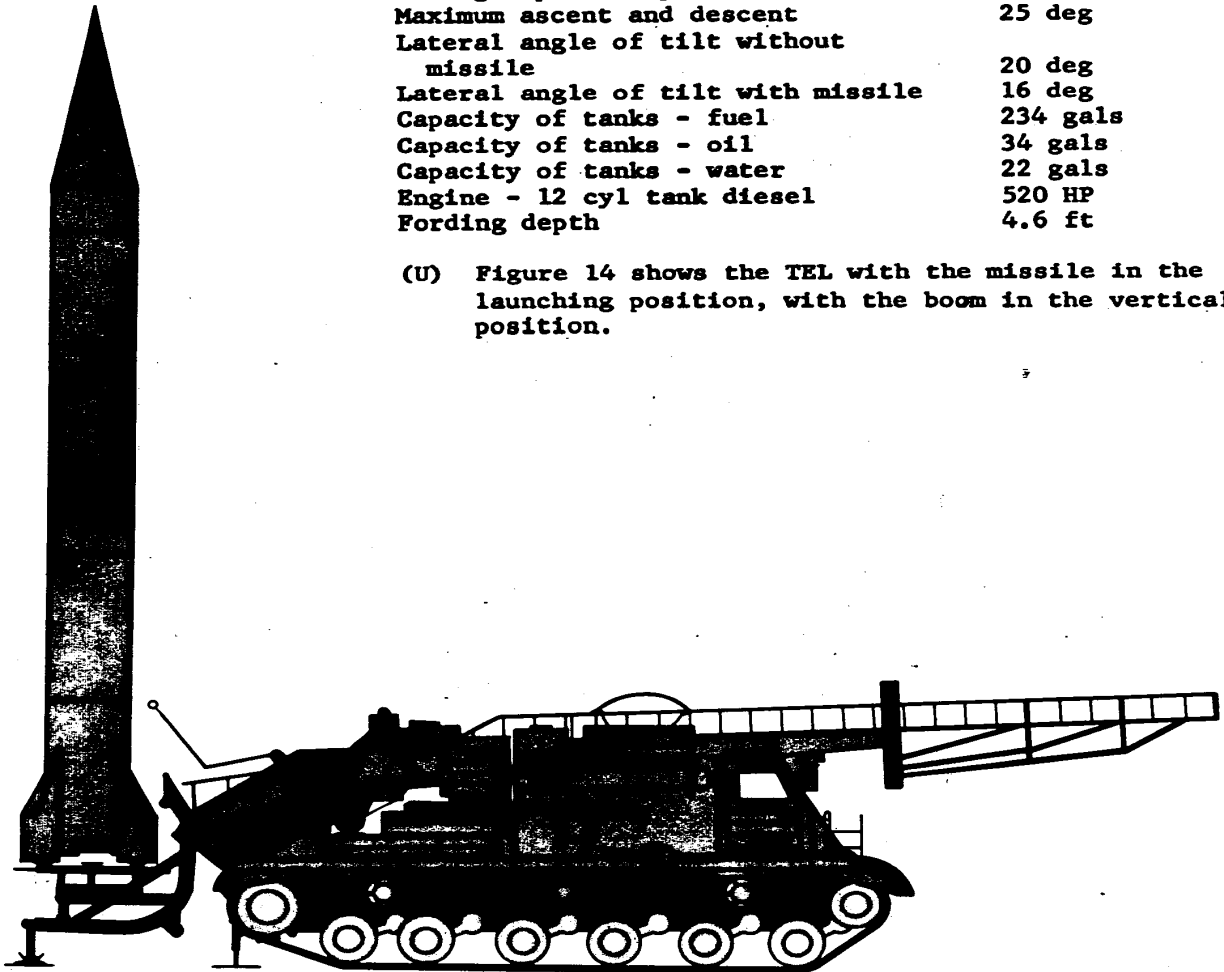 Maximum ascent and descent 25 deg
Lateral angle of tilt without
missile 20 deg
Lateral angle of tilt with missile 16 deg
Capacity of tanks - fuel 234 gals
Capacity of tanks - oil 34 gals
Capacity of tanks - water 22 gals
Engine - 12 cyl tank diesel 520 HP
Fording depth 4.6 ft
(U) Figure 14 shows the TEL with the missile in the
launching position, with the boom in the vertical
position.